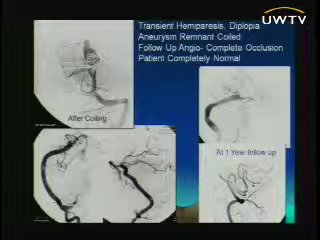 UWTV
Transient Hemiparesis, Diplopia
Aneurysm Remnant Coiled
Follow Up Angio- Complete Occlusion
Patient Completely Normal
After Coiling
At 1 Year follow up